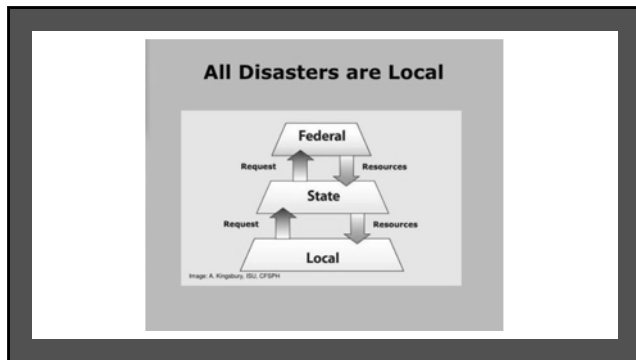 All Disasters are Local
Federal
Request
Resources
State
Request
Resources
Local
Image: A. Kingsbury, ISU, CFSPH